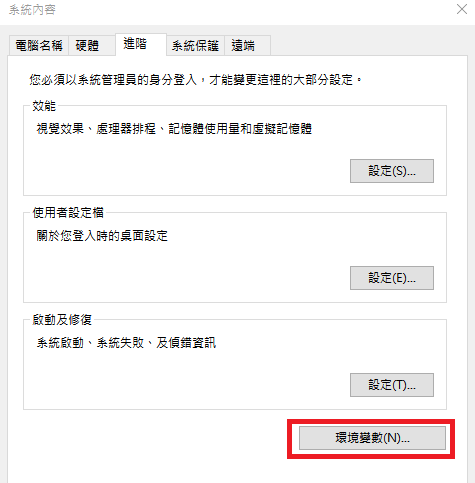 系統內容
電腦名稱 硬體 進階 系統保護 遠端
您必須以系統管理員的身分登入，才能變更這裡的大部分設定。
效能
視覺效果、處理器排程、記憶體使用量和虛擬記憶體
設定(S)...
使用者設定檔
關於您登入時的桌面設定
設定(E)...
啟動及修復
系統啟動、系統失敗、及偵錯資訊
設定(T)...
環境變數(N)...